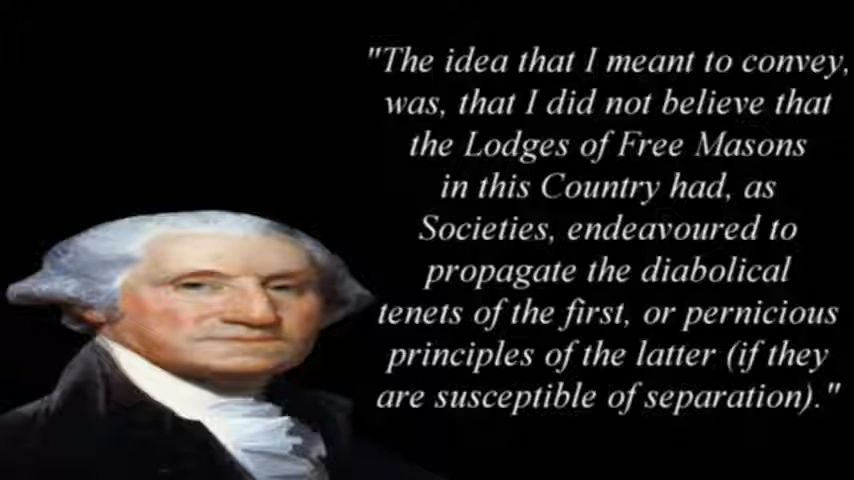 "The idea that I meant to convey,
was, that I did not believe that
the Lodges of Free Masons
in this Country had, as
Societies, endeavoured to
propagate the diabolical
tenets of the first, or pernicious
principles of the latter (if they
are susceptible of separation)."